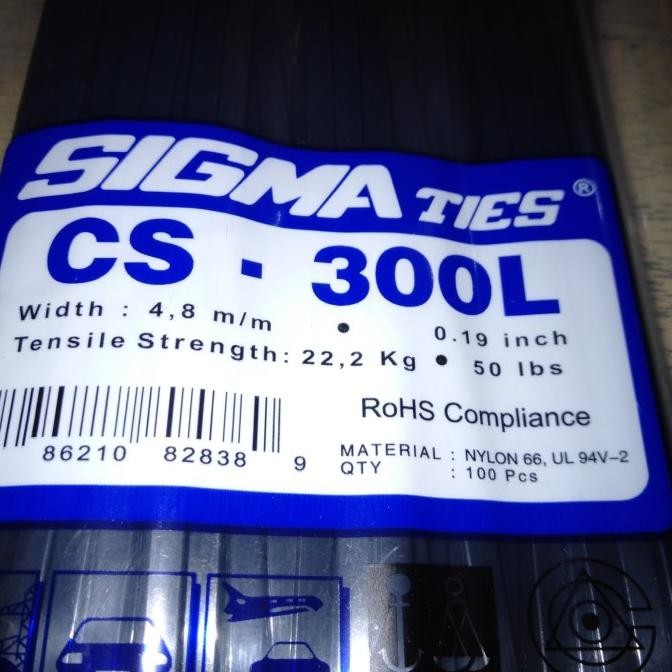 SIGMA TIES ®
CS - 300L
Width : 4,8 m/m • 0.19 inch
Tensile Strength: 22,2 Kg • 50 lbs
RoHS Compliance
86210 82838 9
MATERIAL : NYLON 66, UL 94V-2
QTY : 100 Pcs